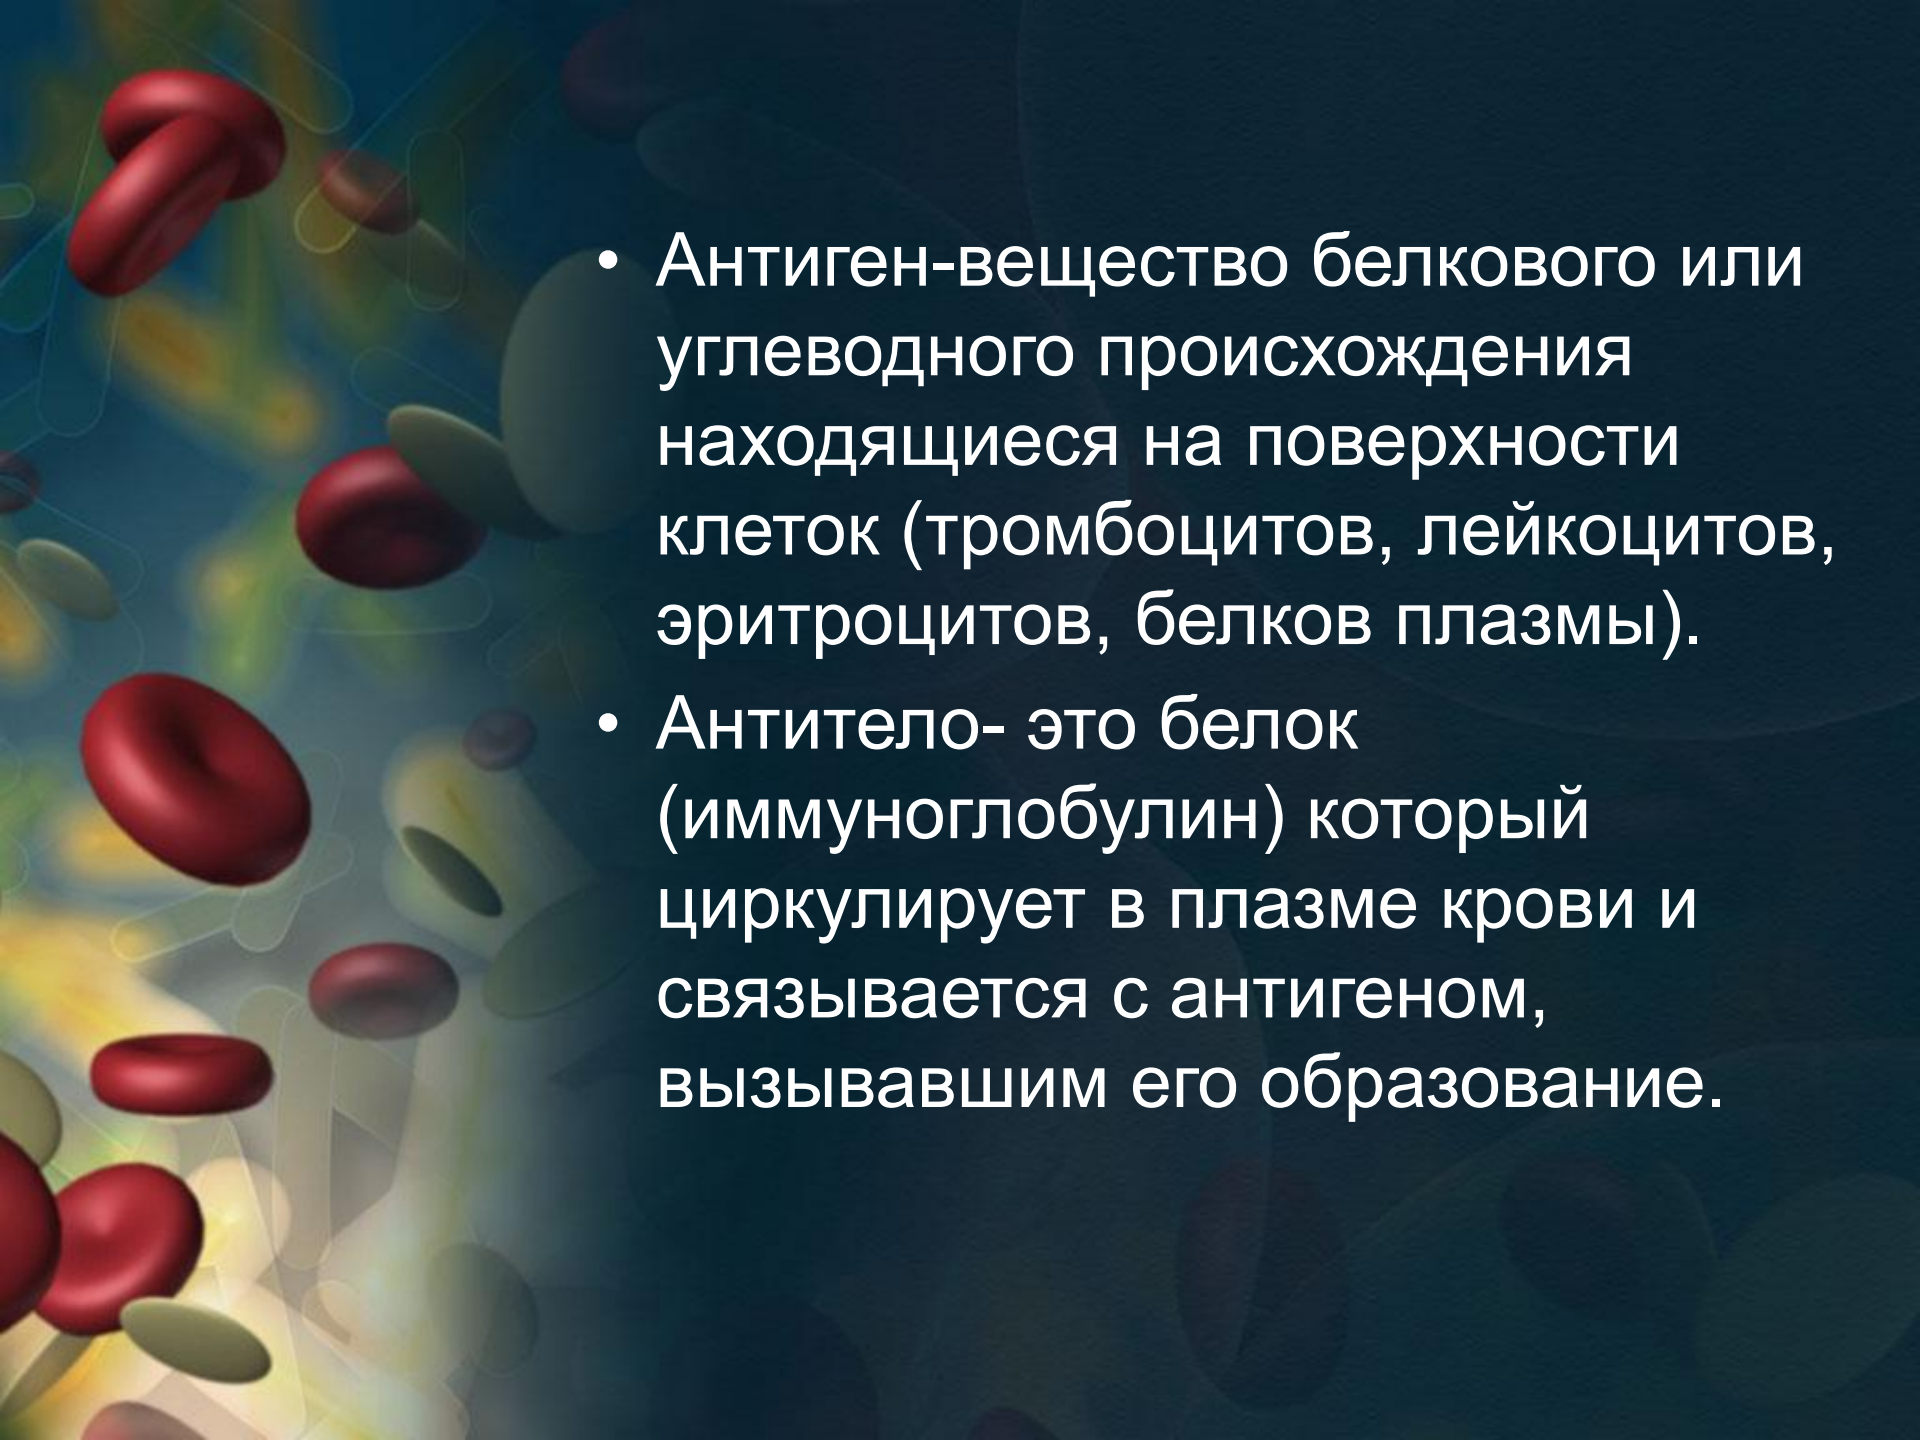 • Антиген-вещество белкового или
углеводного происхождения
находящиеся на поверхности
клеток (тромбоцитов, лейкоцитов,
эритроцитов, белков плазмы).
• Антитело- это белок
(иммуноглобулин) который
циркулирует в плазме крови и
связывается с антигеном,
вызывавшим его образование.